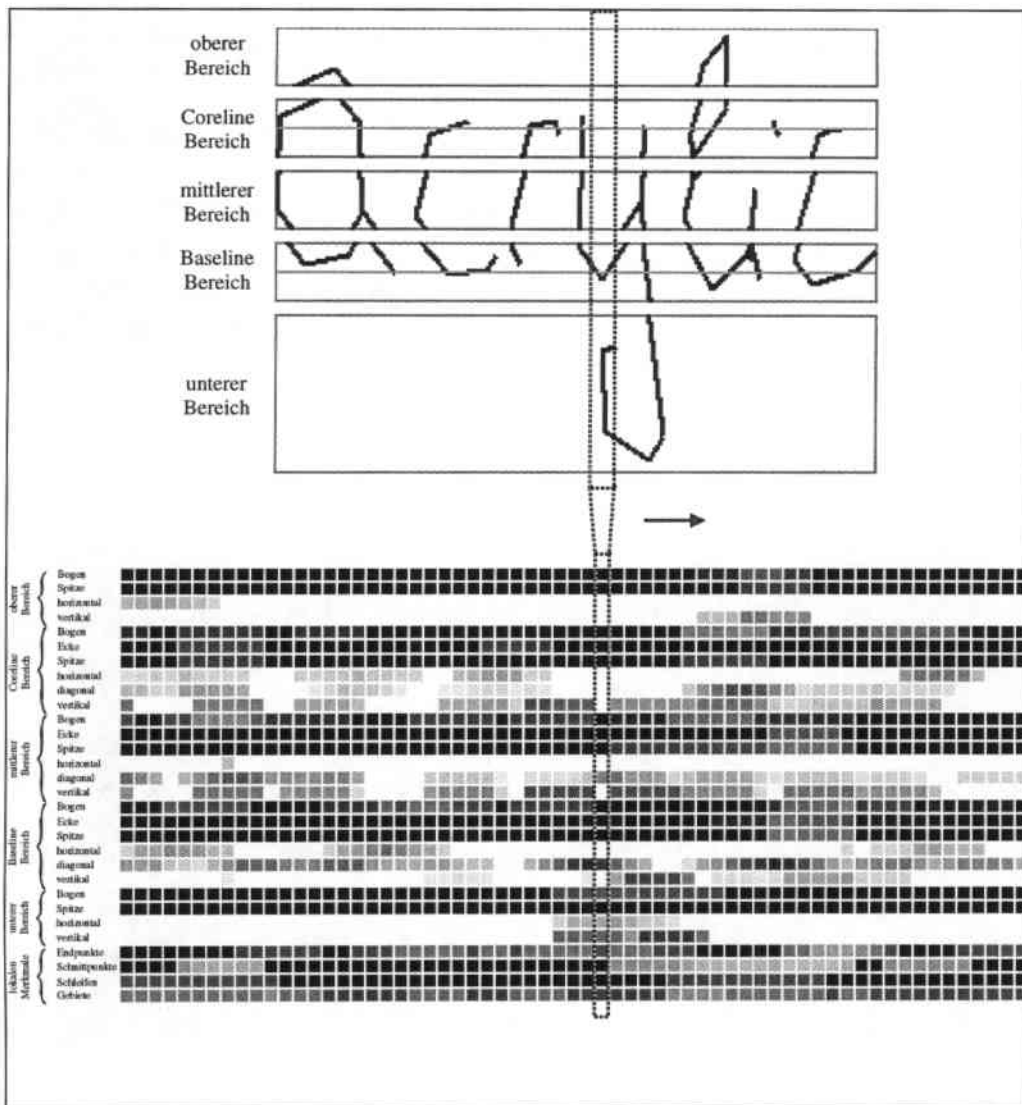 oberer
Bereich
Coreline
Bereich
mittlerer
Bereich
Baseline
Bereich
unterer
Bereich
oberer
Bereich
Bogen
Spitze
horizontal
vertikal
Coreline
Bereich
Bogen
Ecke
Spitze
horizontal
diagonal
vertikal
mittlerer
Bereich
Bogen
Ecke
Spitze
horizontal
diagonal
vertikal
Baseline
Bereich
Bogen
Ecke
Spitze
horizontal
diagonal
vertikal
unterer
Bereich
Bogen
Spitze
horizontal
vertikal
lokalen
Merkmale
Endpunkte
Schnittpunkte
Schleifen
Gebiete